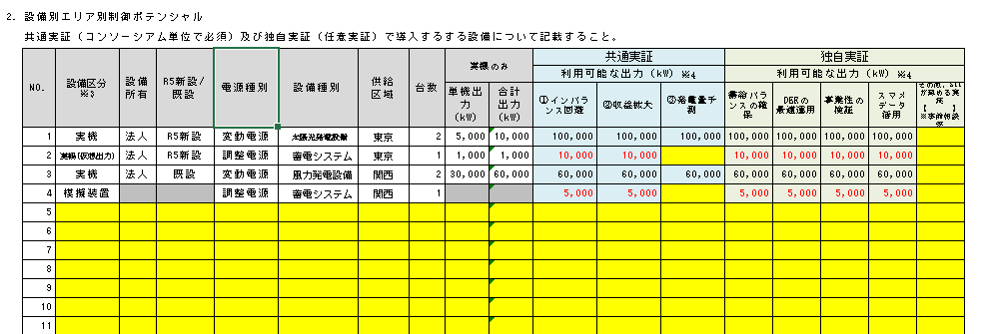 2. 設備別エリア別制御ポテンシャル
共通実証（コンソーシアム単位で必須）及び独自実証（任意実証）で導入するする設備について記載すること。
NO. 設備区分 ※3 設備所有 R5新設/既設 電源種別 設備種別 供給区域 台数 実機のみ 共通実証 独自実証
利用可能な出力（kW）※4 利用可能な出力（kW）※4
単機出力(kW) 合計出力(kW) ①インバランス回避 ②収益拡大 ③発電量予測 需給バランスの確保 DERの最適運用 事業性の検証 スマメデータ活用 その他、SIIが認める実施【 】※事前相談
1 実機 法人 R5新設 変動電源 太陽光発電設備 東京 2 5,000 10,000 100,000 100,000 100,000 100,000 100,000 100,000 100,000
2 実機(仮想出力) 法人 R5新設 調整電源 蓄電システム 東京 1 1,000 1,000 10,000 10,000 10,000 10,000 10,000 10,000
3 実機 法人 既設 変動電源 風力発電設備 関西 2 30,000 60,000 60,000 60,000 60,000 60,000 60,000 60,000 60,000
4 模擬装置 調整電源 蓄電システム 関西 1 5,000 5,000 5,000 5,000 5,000 5,000
5
6
7
8
9
10
11